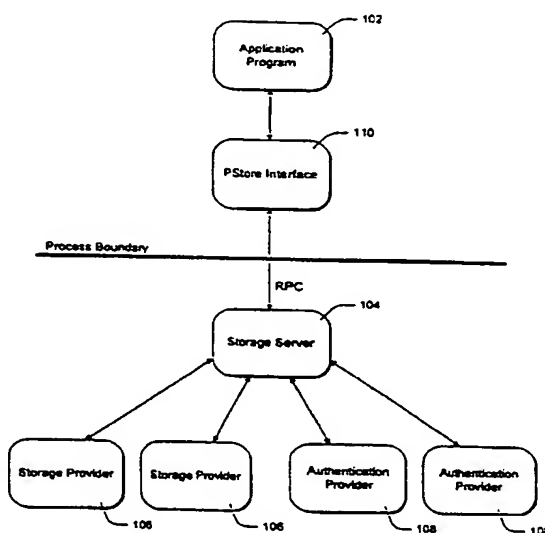 102
Application
Program
110
PStore Interface
Process Boundary
RPC
104
Storage Server
Storage Provider
Storage Provider
Authentication
Provider
Authentication
Provider
106
106
108